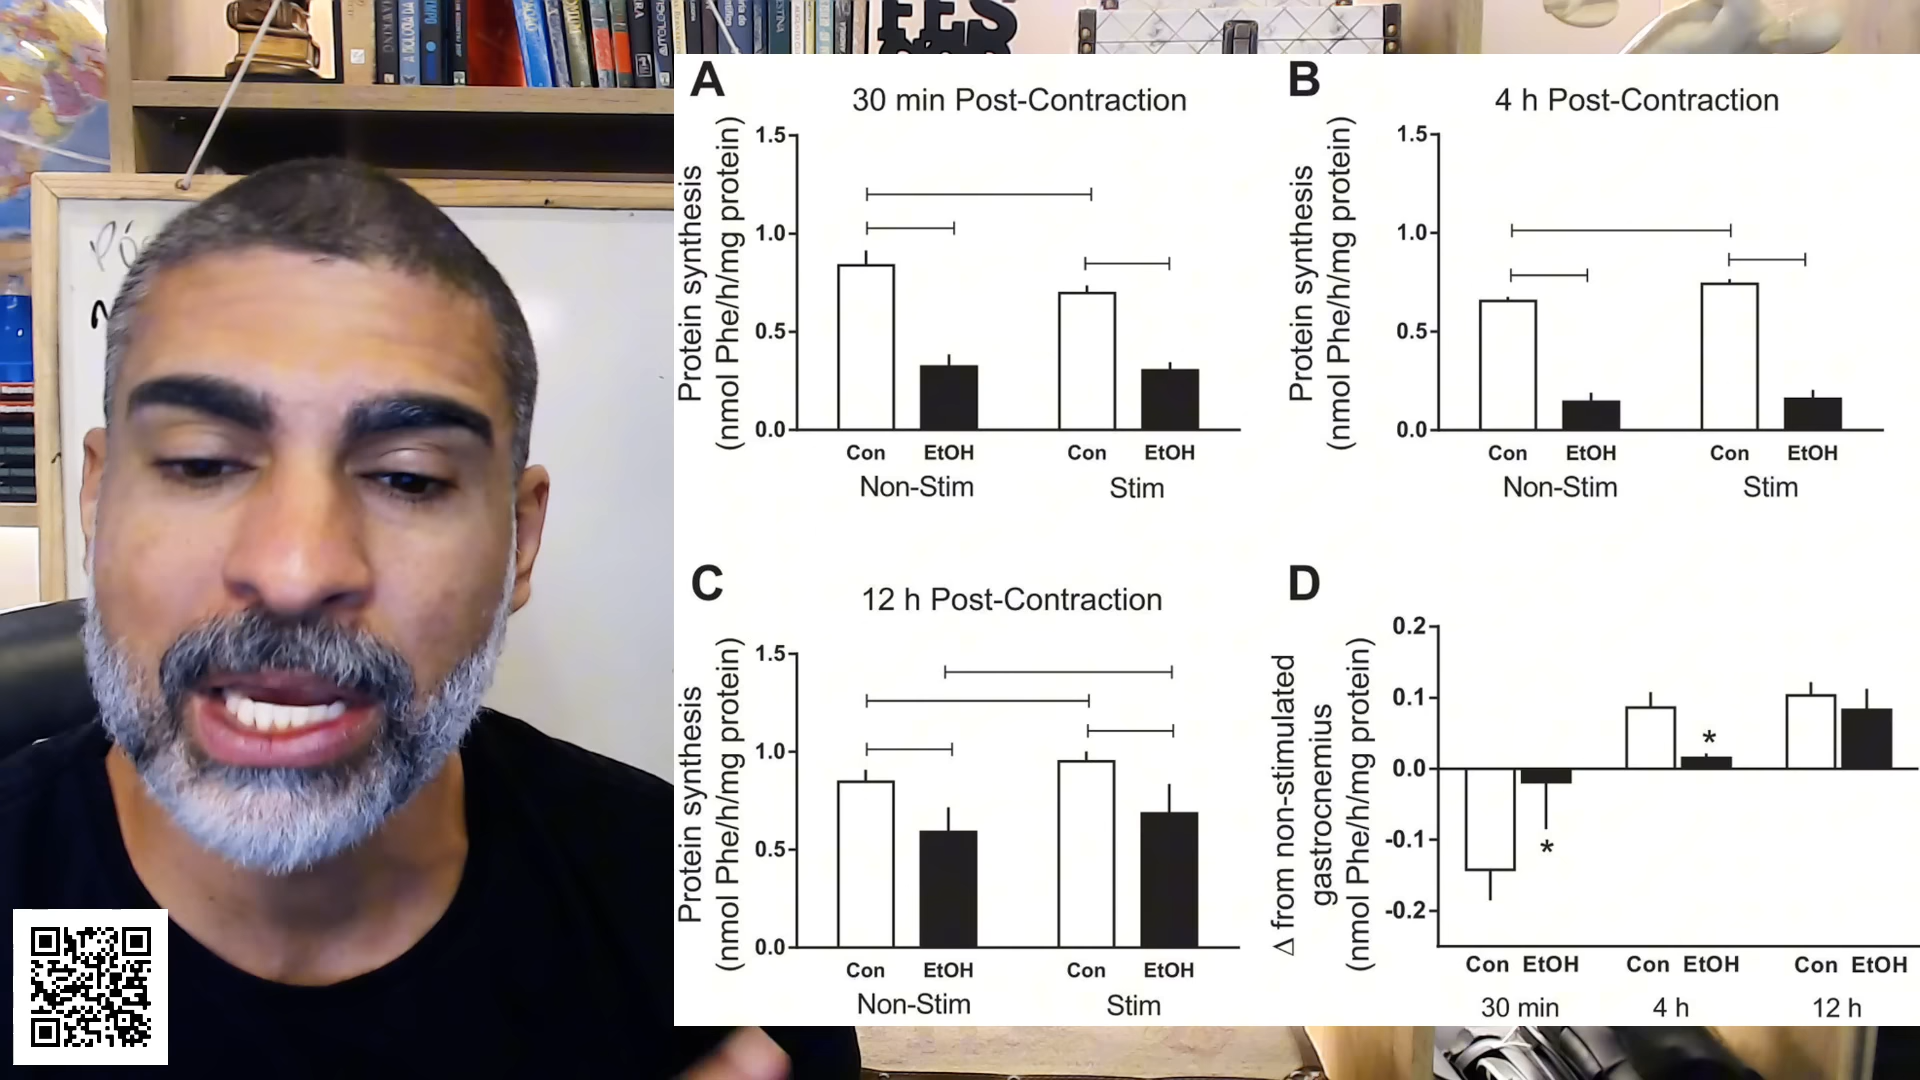 A
30 min Post-Contraction
Protein synthesis
(nmol Phe/h/mg protein)
1.5
1.0
0.5
0.0
Con EtOH Con EtOH
Non-Stim Stim
B
4 h Post-Contraction
Protein synthesis
(nmol Phe/h/mg protein)
1.5
1.0
0.5
0.0
Con EtOH Con EtOH
Non-Stim Stim
C
12 h Post-Contraction
Protein synthesis
(nmol Phe/h/mg protein)
1.5
1.0
0.5
0.0
Con EtOH Con EtOH
Non-Stim Stim
D
Δ from non-stimulated
gastrocnemius
(nmol Phe/h/mg protein)
0.2
0.1
0.0
-0.1
-0.2
*
*
Con EtOH Con EtOH Con EtOH
30 min 4 h 12 h